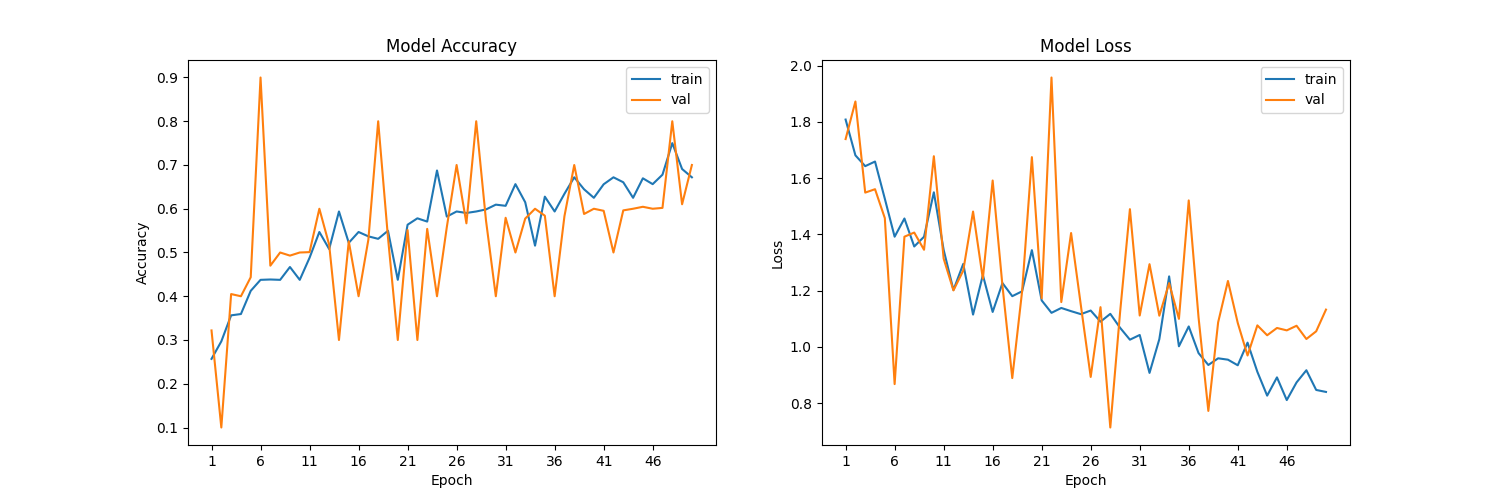 Model Accuracy
Accuracy
0.9
0.8
0.7
0.6
0.5
0.4
0.3
0.2
0.1
train
val
1 6 11 16 21 26 31 36 41 46
Epoch
Model Loss
Loss
2.0
1.8
1.6
1.4
1.2
1.0
0.8
train
val
1 6 11 16 21 26 31 36 41 46
Epoch